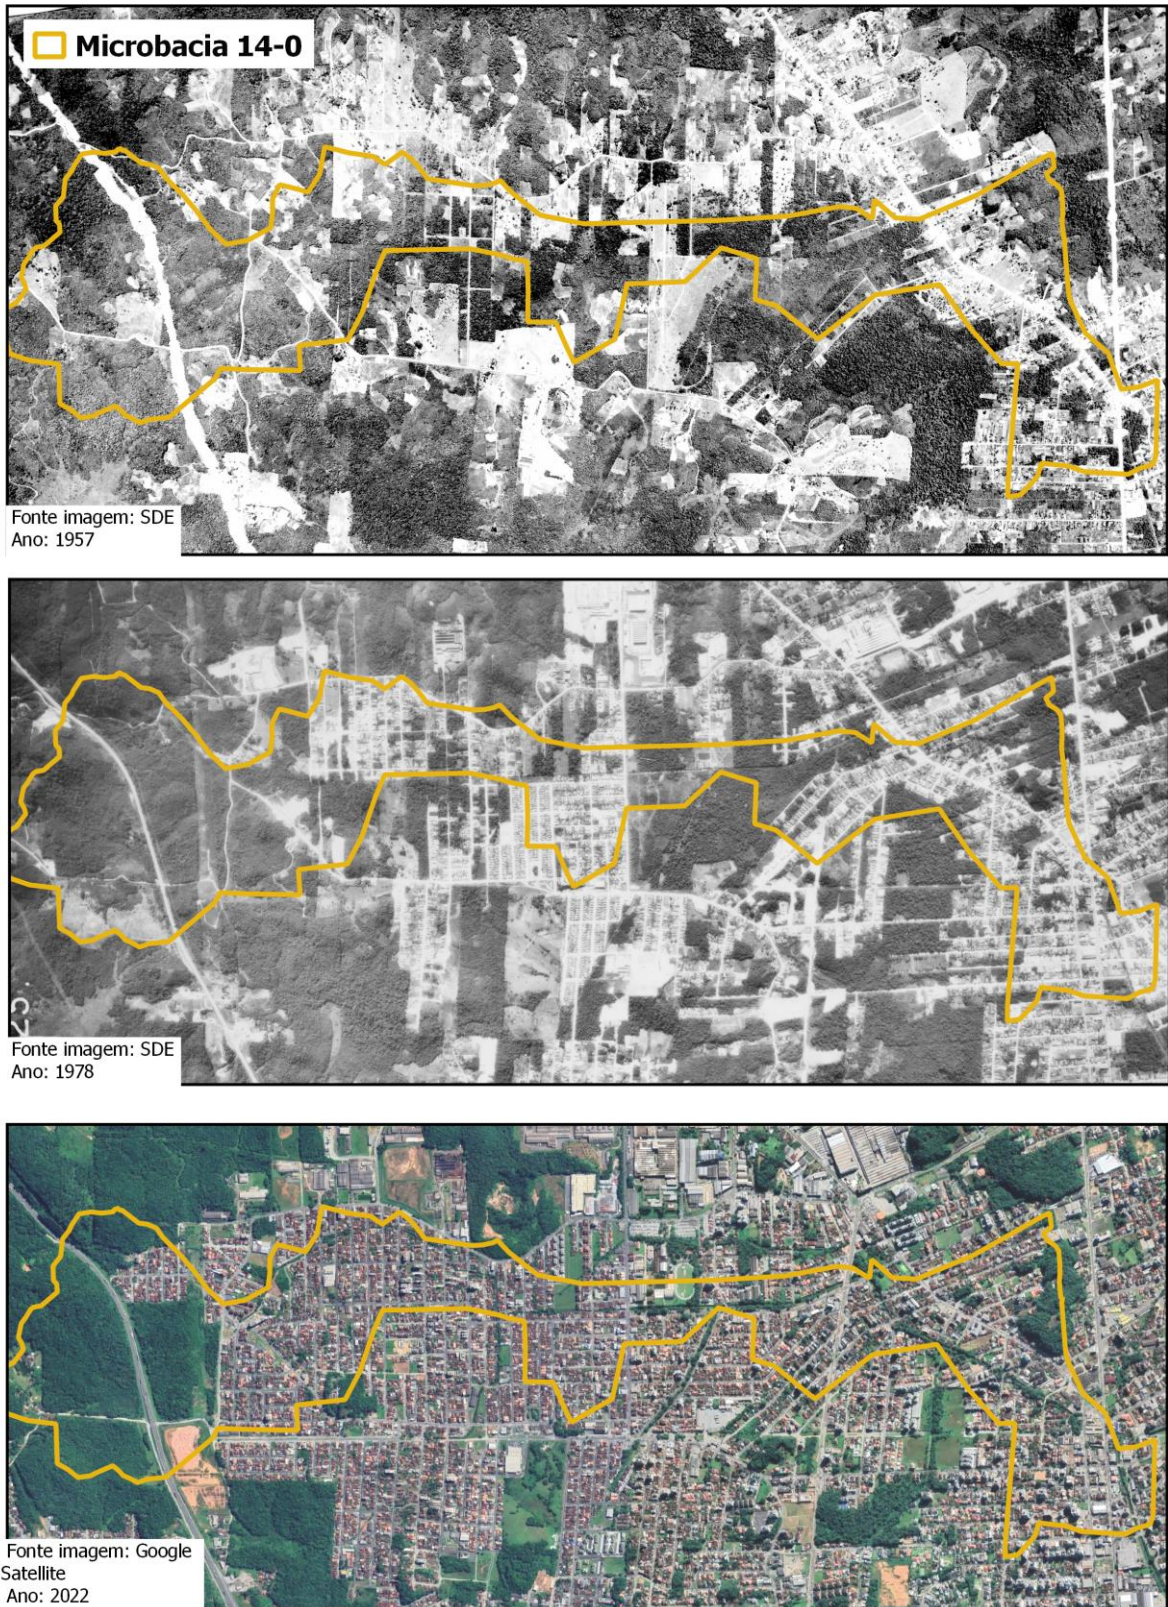 Microbacia 14-0
Fonte imagem: SDE
Ano: 1957
Fonte imagem: SDE
Ano: 1978
Fonte imagem: Google
Satellite
Ano: 2022